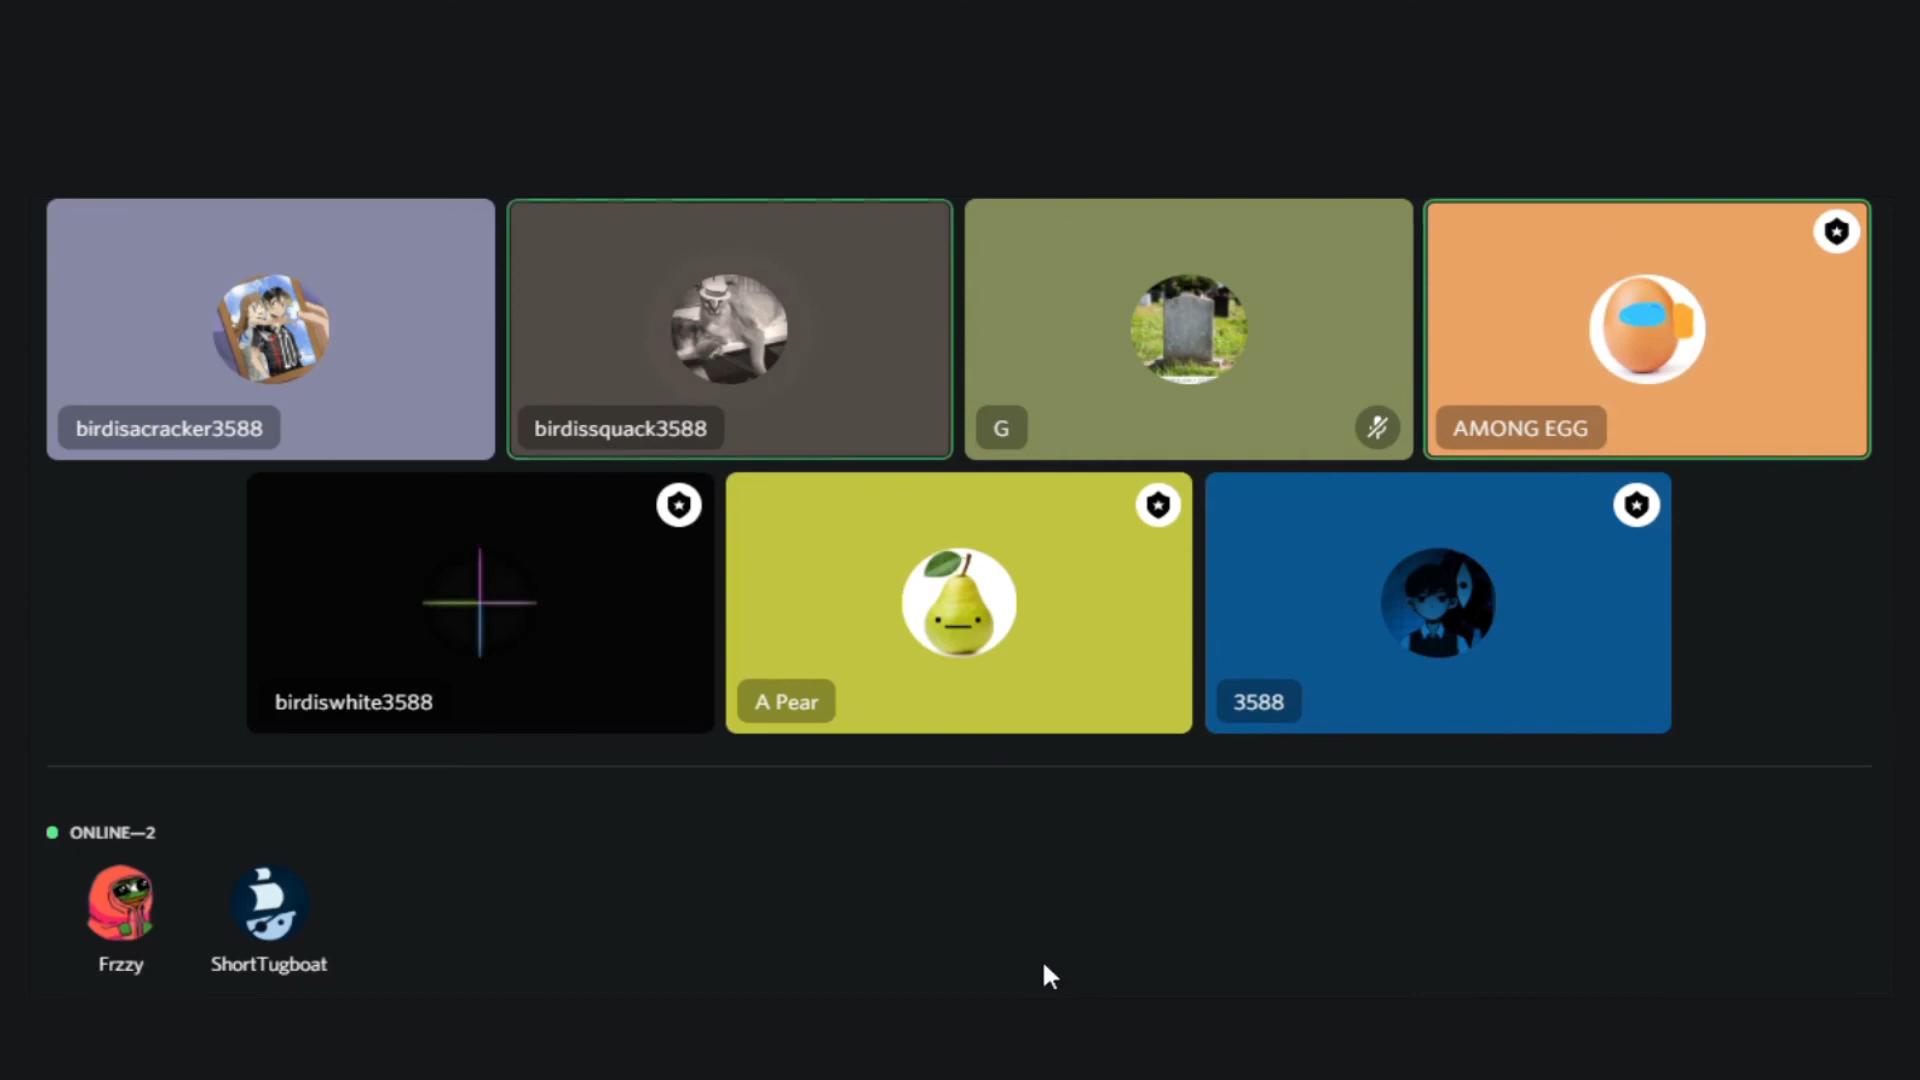 birdisacracker3588
birdissquack3588
G
AMONG EGG
birdiswhite3588
A Pear
3588
ONLINE—2
Frzzy
ShortTugboat